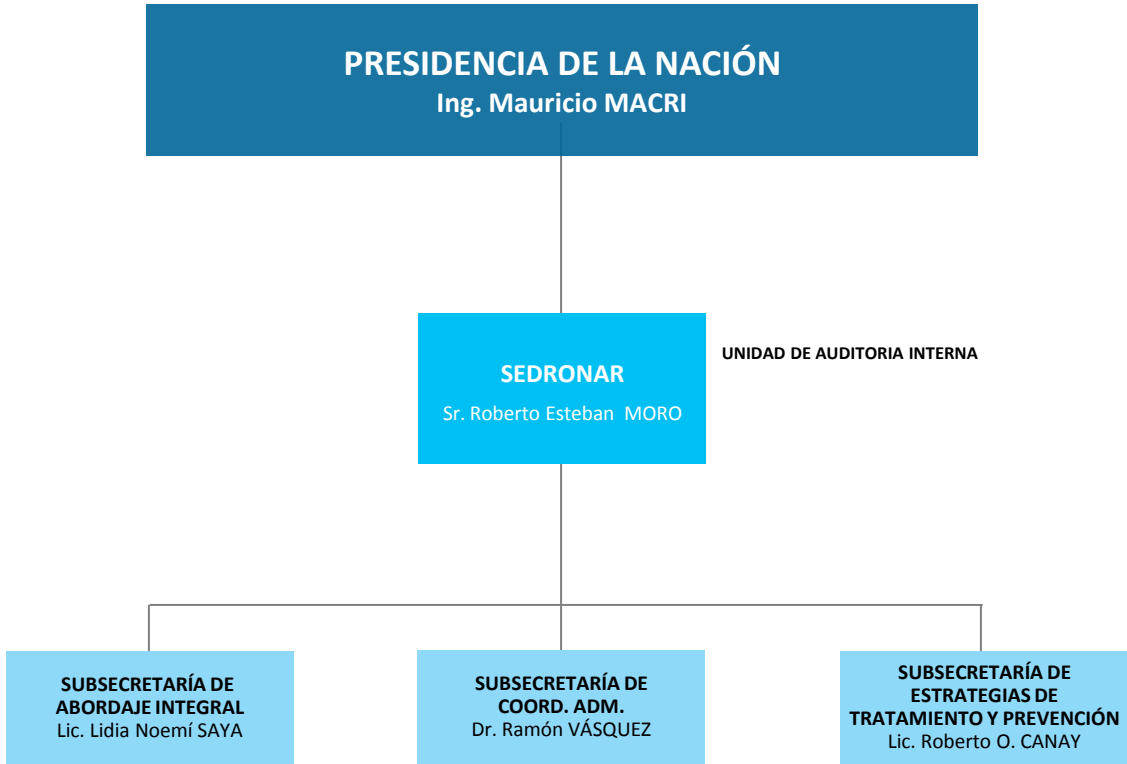 PRESIDENCIA DE LA NACIÓN
Ing. Mauricio MACRI
SEDRONAR
Sr. Roberto Esteban  MORO
UNIDAD DE AUDITORIA INTERNA
SUBSECRETARÍA DE
ABORDAJE INTEGRAL
Lic. Lidia Noemí SAYA
SUBSECRETARÍA DE
COORD. ADM.
Dr. Ramón VÁSQUEZ
SUBSECRETARÍA DE
ESTRATEGIAS DE
TRATAMIENTO Y PREVENCIÓN
Lic. Roberto O. CANAY